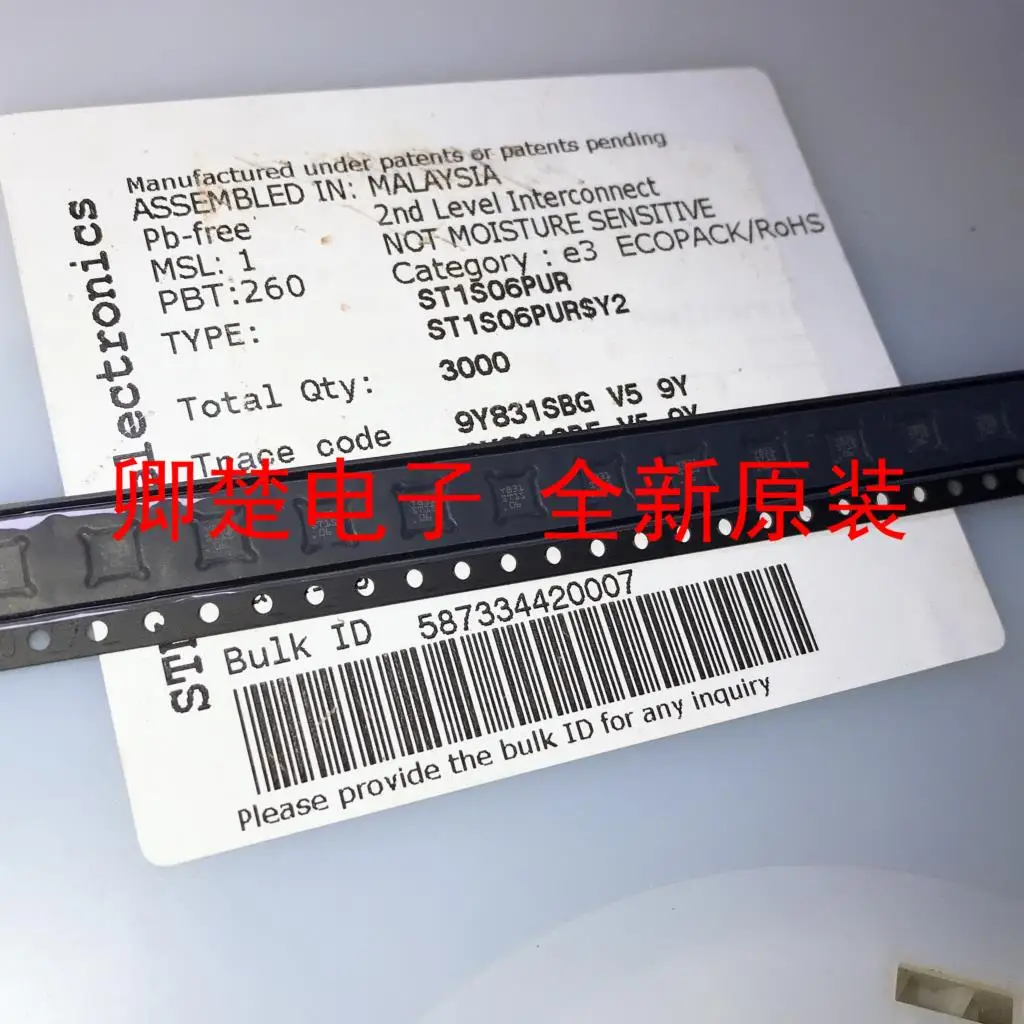 Manufactured under patents or patents pending
ASSEMBLED IN: MALAYSIA
Pb-free 2nd Level Interconnect
MSL: 1 NOT MOISTURE SENSITIVE
PBT:260 Category : e3 ECOPACK/RoHS
TYPE: ST1S06PUR
ST1S06PUR$Y2
Total Qty: 3000
Trace code 9Y831SBG V5 9Y
卿楚电子 全新原装
Y831
Bulk ID 587334420007
Please provide the bulk ID for any inquiry
lectronics